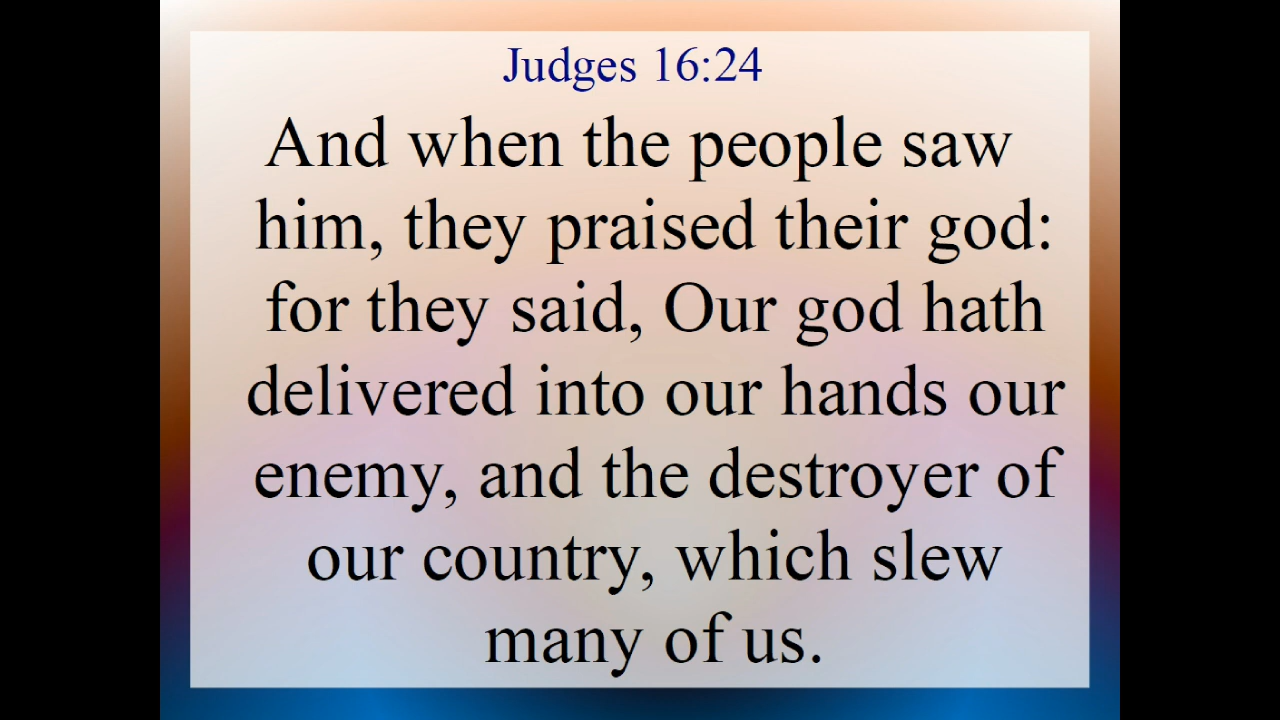 Judges 16:24
And when the people saw
him, they praised their god:
for they said, Our god hath
delivered into our hands our
enemy, and the destroyer of
our country, which slew
many of us.